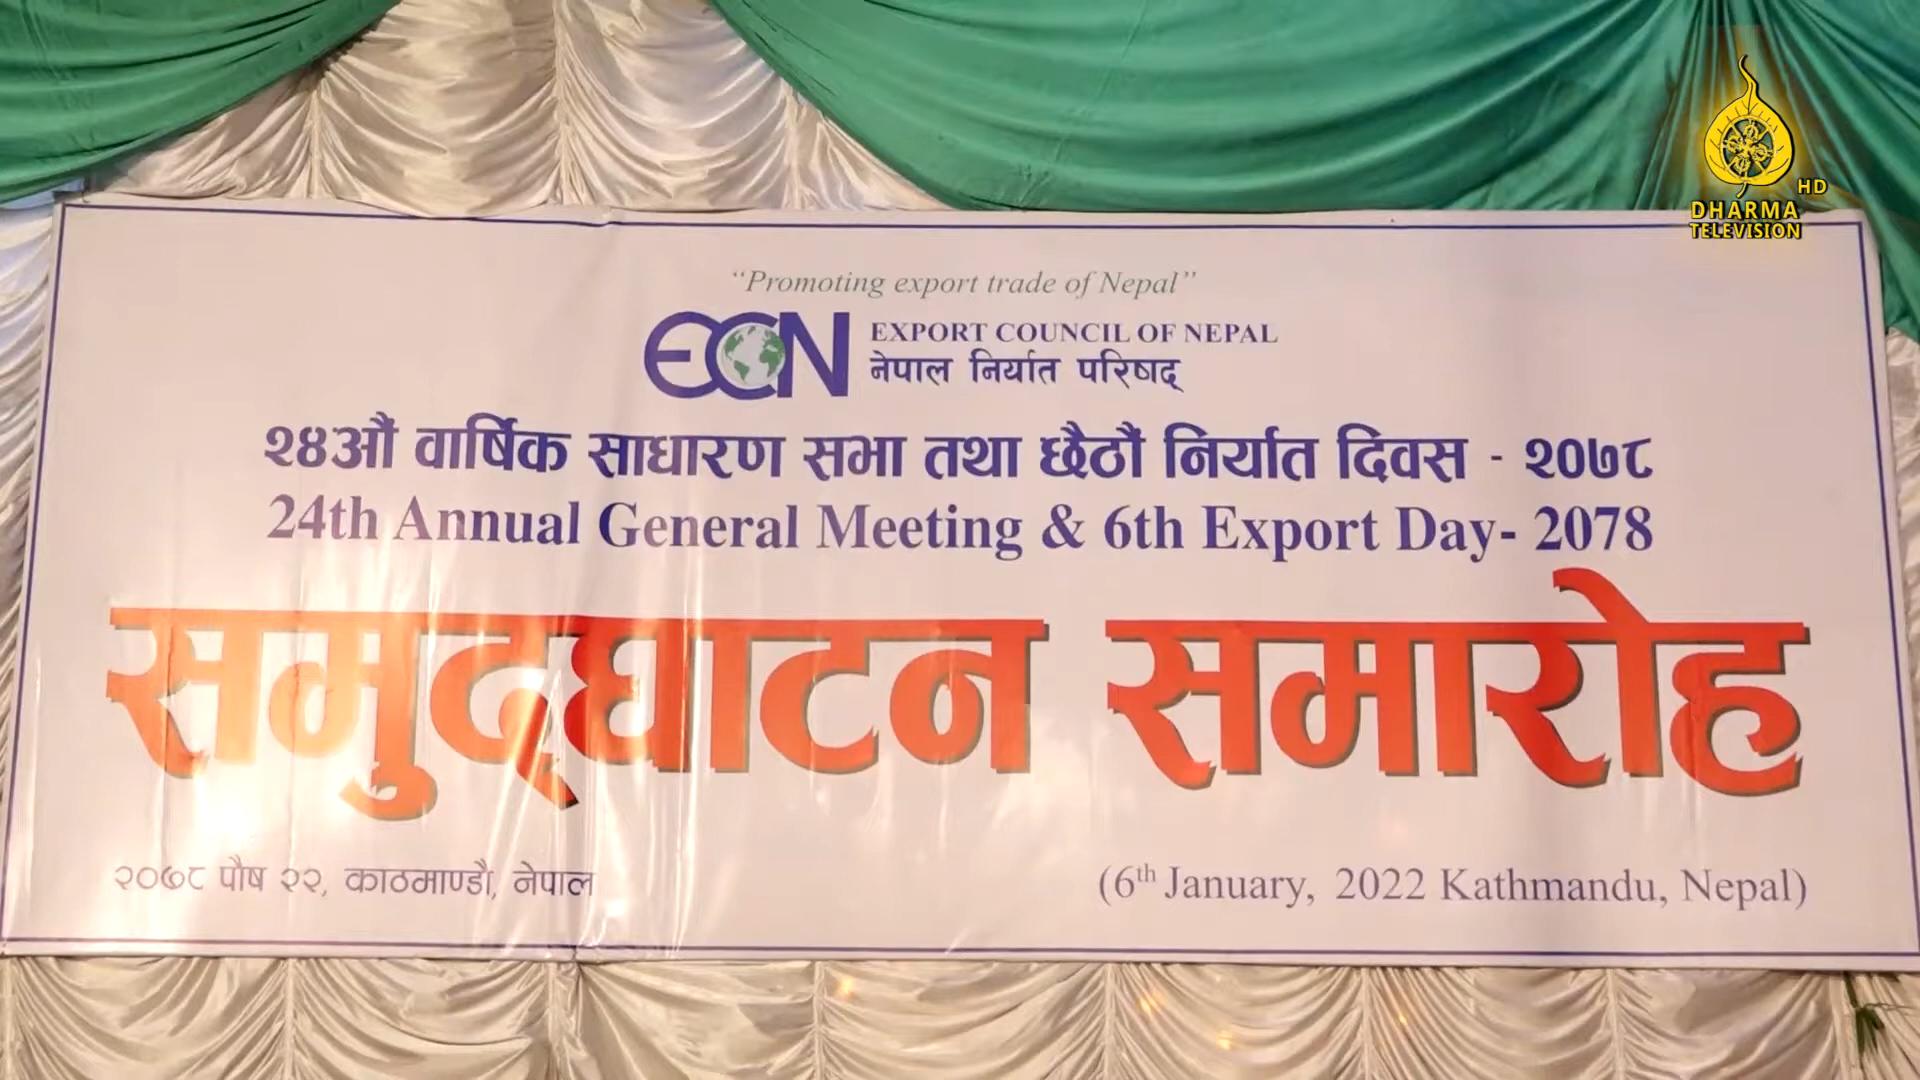 “Promoting export trade of Nepal”
ECN
EXPORT COUNCIL OF NEPAL
नेपाल निर्यात परिषद्
२४औं वार्षिक साधारण सभा तथा छैठौं निर्यात दिवस - २०७८
24th Annual General Meeting & 6th Export Day- 2078
समुद्घाटन समारोह
२०७८ पौष २२, काठमाण्डौ, नेपाल
(6th January, 2022 Kathmandu, Nepal)
HD
DHARMA
TELEVISION